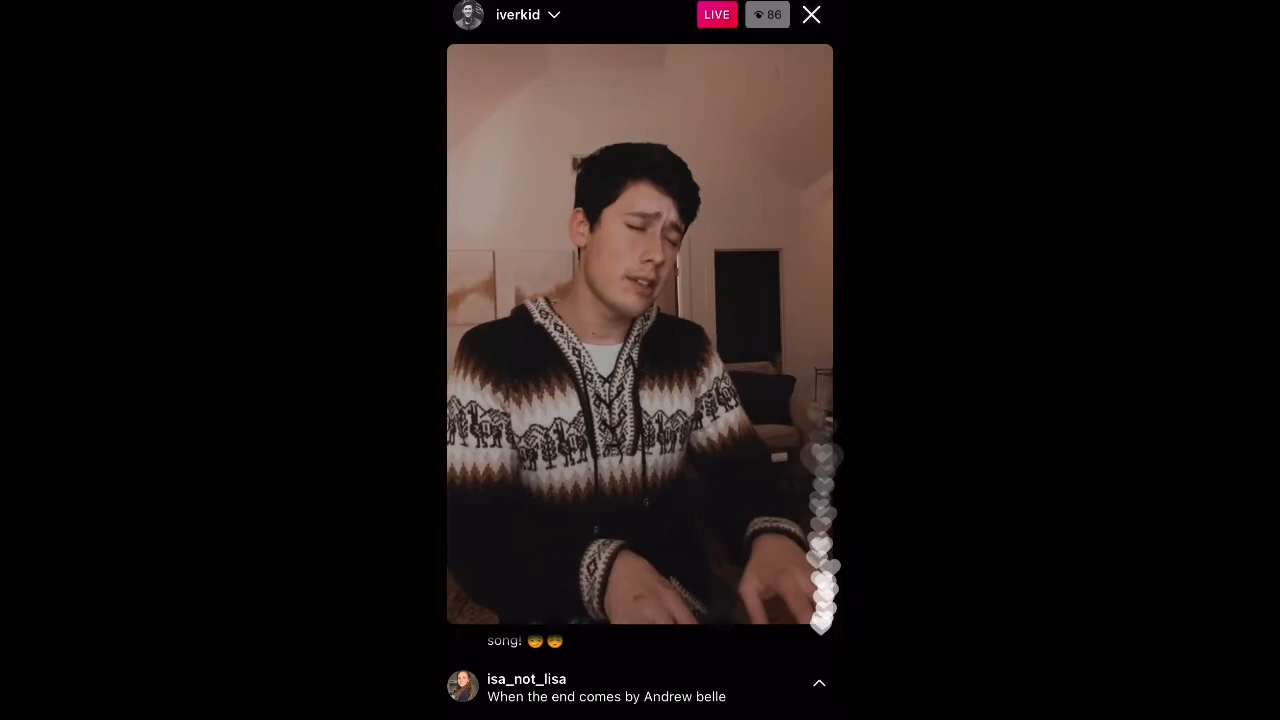 iverkid
LIVE
86
song! 🤕🤕
isa_not_lisa
When the end comes by Andrew belle